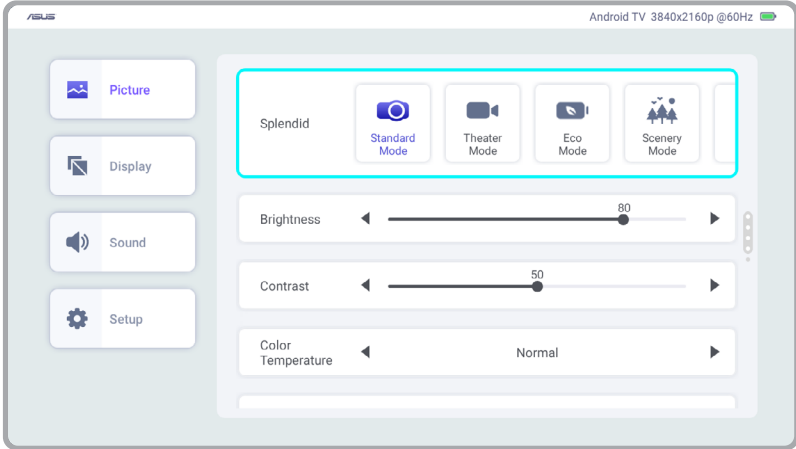 ASUS
Android TV 3840x2160p @60Hz
Picture
Display
Sound
Setup
Splendid
Standard
Mode
Theater
Mode
Eco
Mode
Scenery
Mode
Brightness
80
Contrast
50
Color
Temperature
Normal